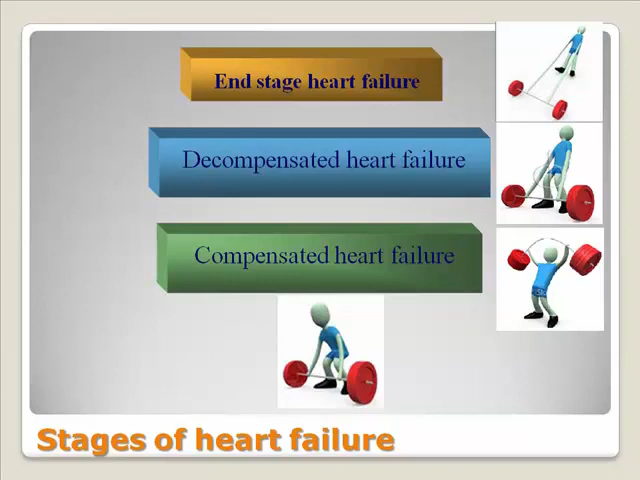 End stage heart failure
Decompensated heart failure
Compensated heart failure
Stages of heart failure